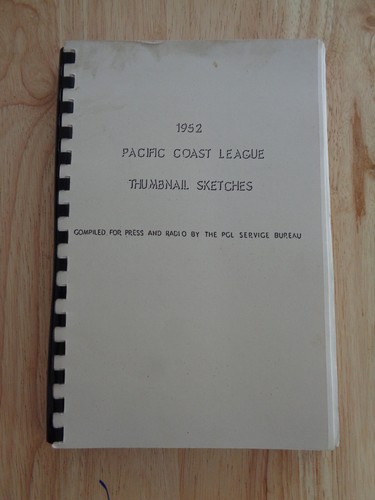 1952
PACIFIC COAST LEAGUE
THUMBNAIL SKETCHES
COMPILED FOR PRESS AND RADIO BY THE PCL SERVICE BUREAU